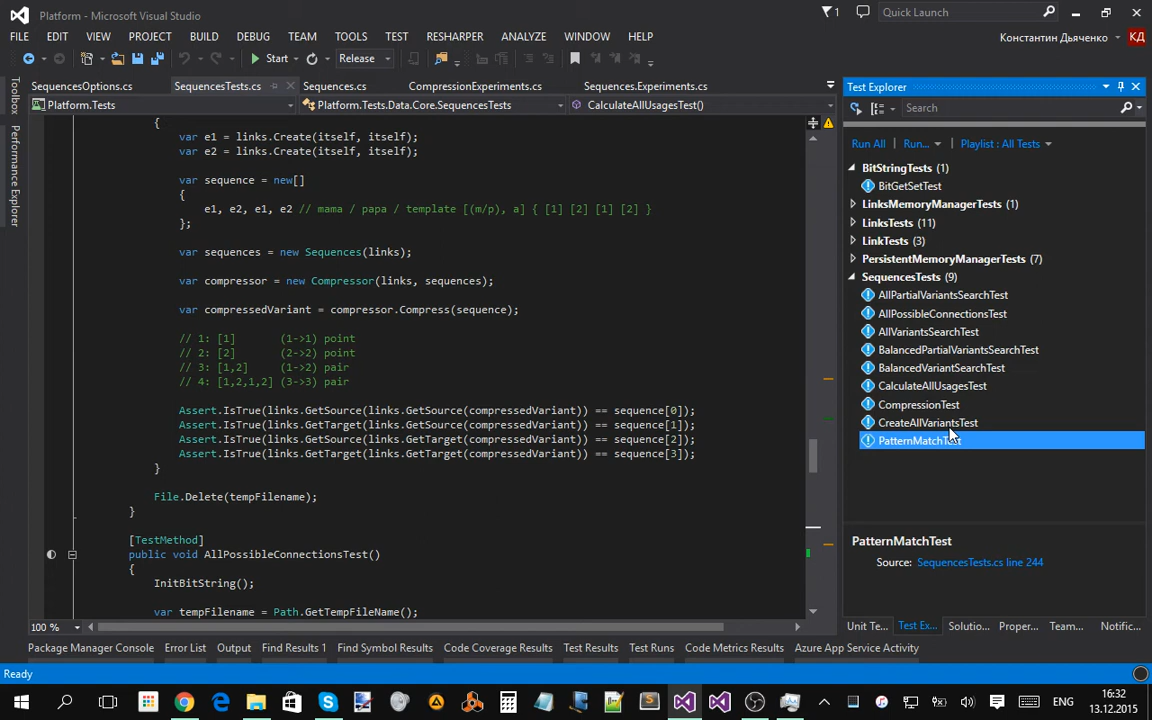 Platform - Microsoft Visual Studio
1
Quick Launch
FILE EDIT VIEW PROJECT BUILD DEBUG TEAM TOOLS TEST RESHARPER ANALYZE WINDOW HELP
Константин Дьяченко КД
Start Release
SequencesOptions.cs SequencesTests.cs Sequences.cs CompressionExperiments.cs Sequences.Experiments.cs
Platform.Tests Platform.Tests.Data.Core.SequencesTests CalculateAllUsagesTest()
Toolbox
Performance Explorer
{
var e1 = links.Create(itself, itself);
var e2 = links.Create(itself, itself);
var sequence = new[]
{
e1, e2, e1, e2 // mama / papa / template [(m/p), a] { [1] [2] [1] [2] }
};
var sequences = new Sequences(links);
var compressor = new Compressor(links, sequences);
var compressedVariant = compressor.Compress(sequence);
// 1: [1] (1->1) point
// 2: [2] (2->2) point
// 3: [1,2] (1->2) pair
// 4: [1,2,1,2] (3->3) pair
Assert.IsTrue(links.GetSource(links.GetSource(compressedVariant)) == sequence[0]);
Assert.IsTrue(links.GetTarget(links.GetSource(compressedVariant)) == sequence[1]);
Assert.IsTrue(links.GetSource(links.GetTarget(compressedVariant)) == sequence[2]);
Assert.IsTrue(links.GetTarget(links.GetTarget(compressedVariant)) == sequence[3]);
}
File.Delete(tempFilename);
}
[TestMethod]
public void AllPossibleConnectionsTest()
{
InitBitString();
var tempFilename = Path.GetTempFileName();
100 %
Test Explorer
Search
Run All Run... Playlist : All Tests
BitStringTests (1)
BitGetSetTest
LinksMemoryManagerTests (1)
LinksTests (11)
LinkTests (3)
PersistentMemoryManagerTests (7)
SequencesTests (9)
AllPartialVariantsSearchTest
AllPossibleConnectionsTest
AllVariantsSearchTest
BalancedPartialVariantsSearchTest
BalancedVariantSearchTest
CalculateAllUsagesTest
CompressionTest
CreateAllVariantsTest
PatternMatchTest
PatternMatchTest
Source: SequencesTests.cs line 244
Unit Te... Test Ex... Solutio... Proper... Team... Notific...
Package Manager Console Error List Output Find Results 1 Find Symbol Results Code Coverage Results Test Results Test Runs Code Metrics Results Azure App Service Activity
Ready
ENG
16:32
13.12.2015